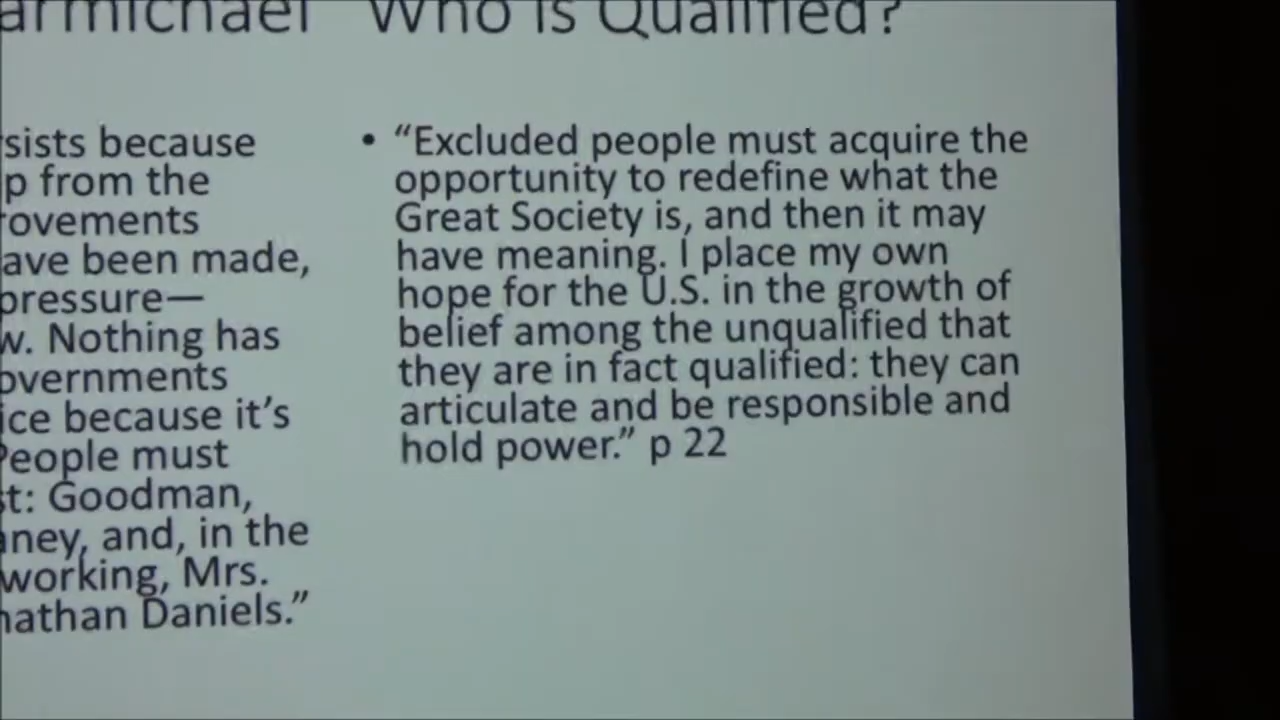 armichael Who is Qualified?
sists because
p from the
rovements
ave been made,
pressure—
w. Nothing has
overnments
ice because it's
People must
st: Goodman,
aney, and, in the
working, Mrs.
nathan Daniels.”
• “Excluded people must acquire the
opportunity to redefine what the
Great Society is, and then it may
have meaning. I place my own
hope for the U.S. in the growth of
belief among the unqualified that
they are in fact qualified: they can
articulate and be responsible and
hold power.” p 22